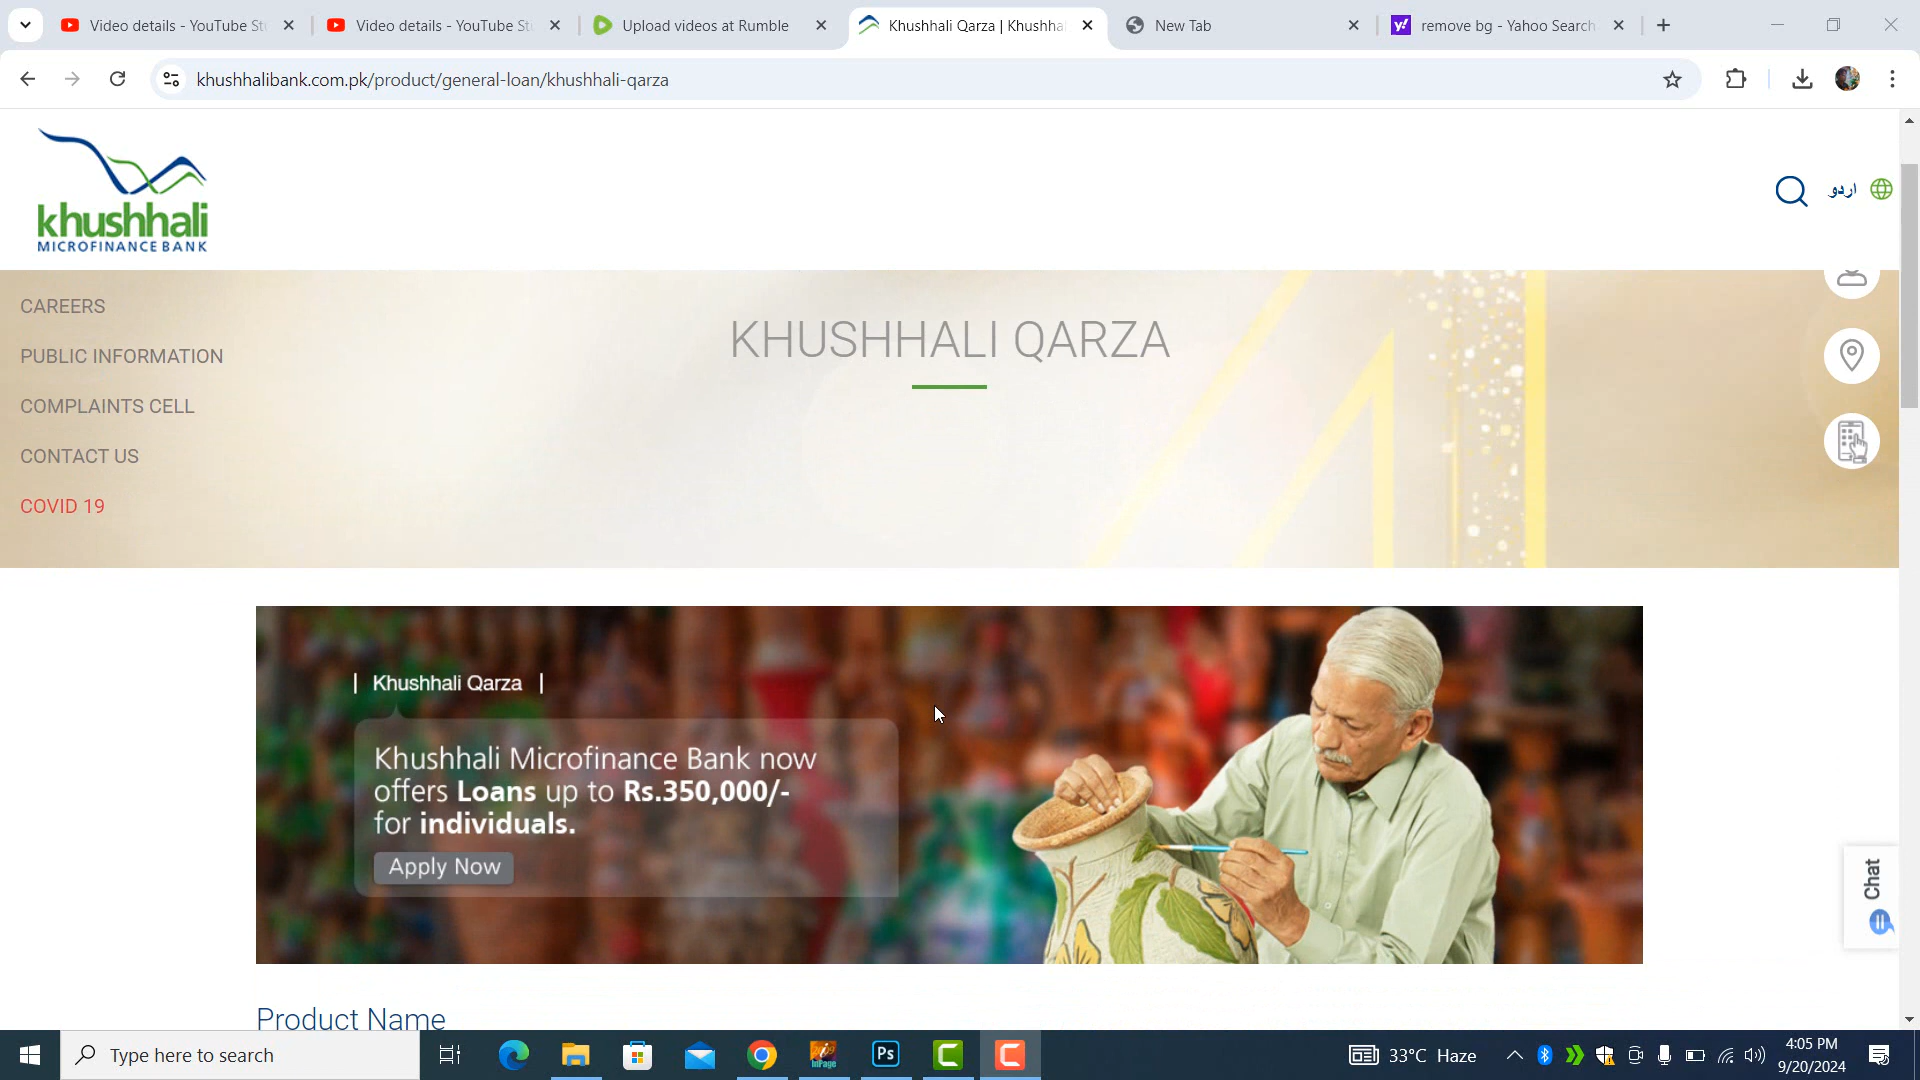 Video details - YouTube St
Video details - YouTube St
Upload videos at Rumble
Khushhali Qarza | Khushha
New Tab
remove bg - Yahoo Search
khushhalibank.com.pk/product/general-loan/khushhali-qarza
khushhali
MICROFINANCE BANK
اردو
CAREERS
PUBLIC INFORMATION
COMPLAINTS CELL
CONTACT US
COVID 19
KHUSHHALI QARZA
| Khushhali Qarza |
Khushhali Microfinance Bank now
offers Loans up to Rs.350,000/-
for individuals.
Apply Now
Chat
Product Name
Type here to search
InPage
Ps
33°C Haze
4:05 PM
9/20/2024